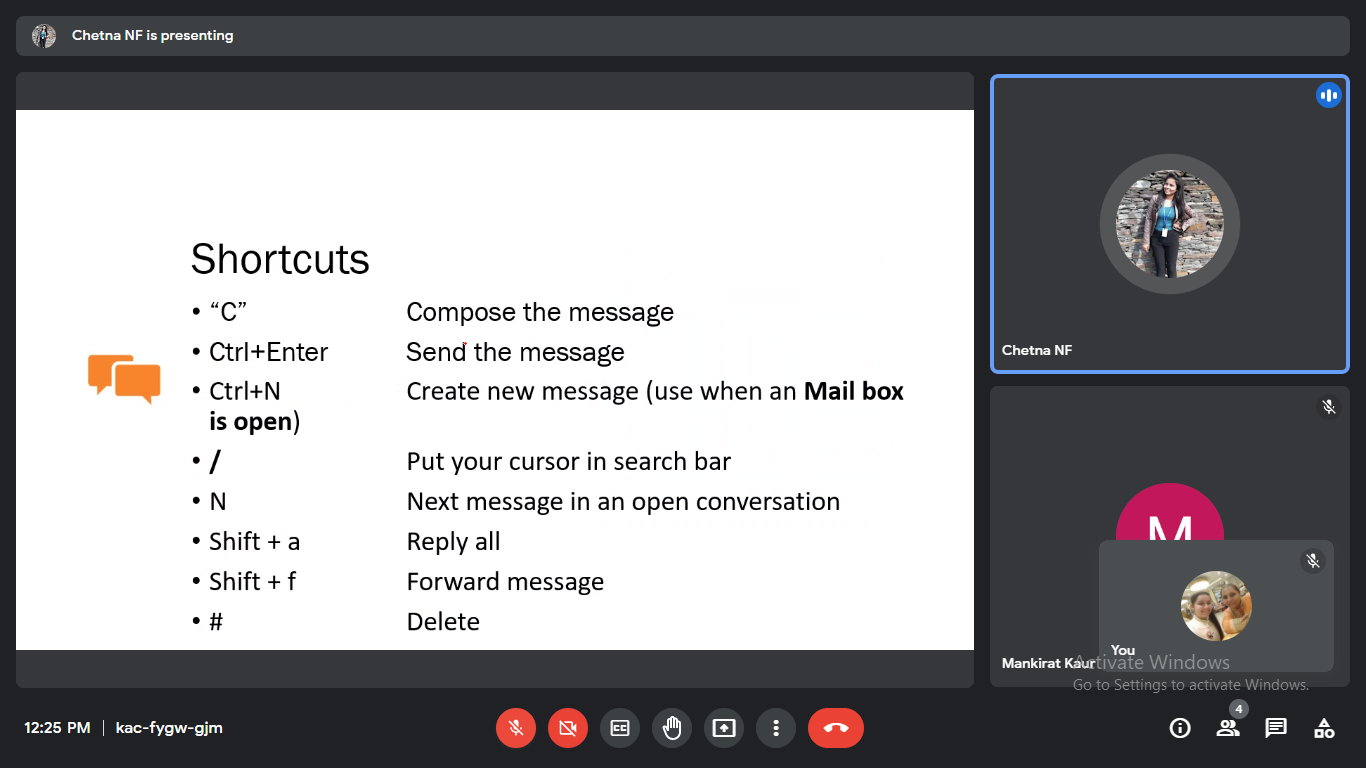 Chetna NF is presenting
Shortcuts
• “C” Compose the message
• Ctrl+Enter Send the message
• Ctrl+N Create new message (use when an Mail box
is open)
• / Put your cursor in search bar
• N Next message in an open conversation
• Shift + a Reply all
• Shift + f Forward message
• # Delete
Chetna NF
M
You
Mankirat Kaur
Activate Windows
Go to Settings to activate Windows.
12:25 PM | kac-fygw-gjm
CC
4